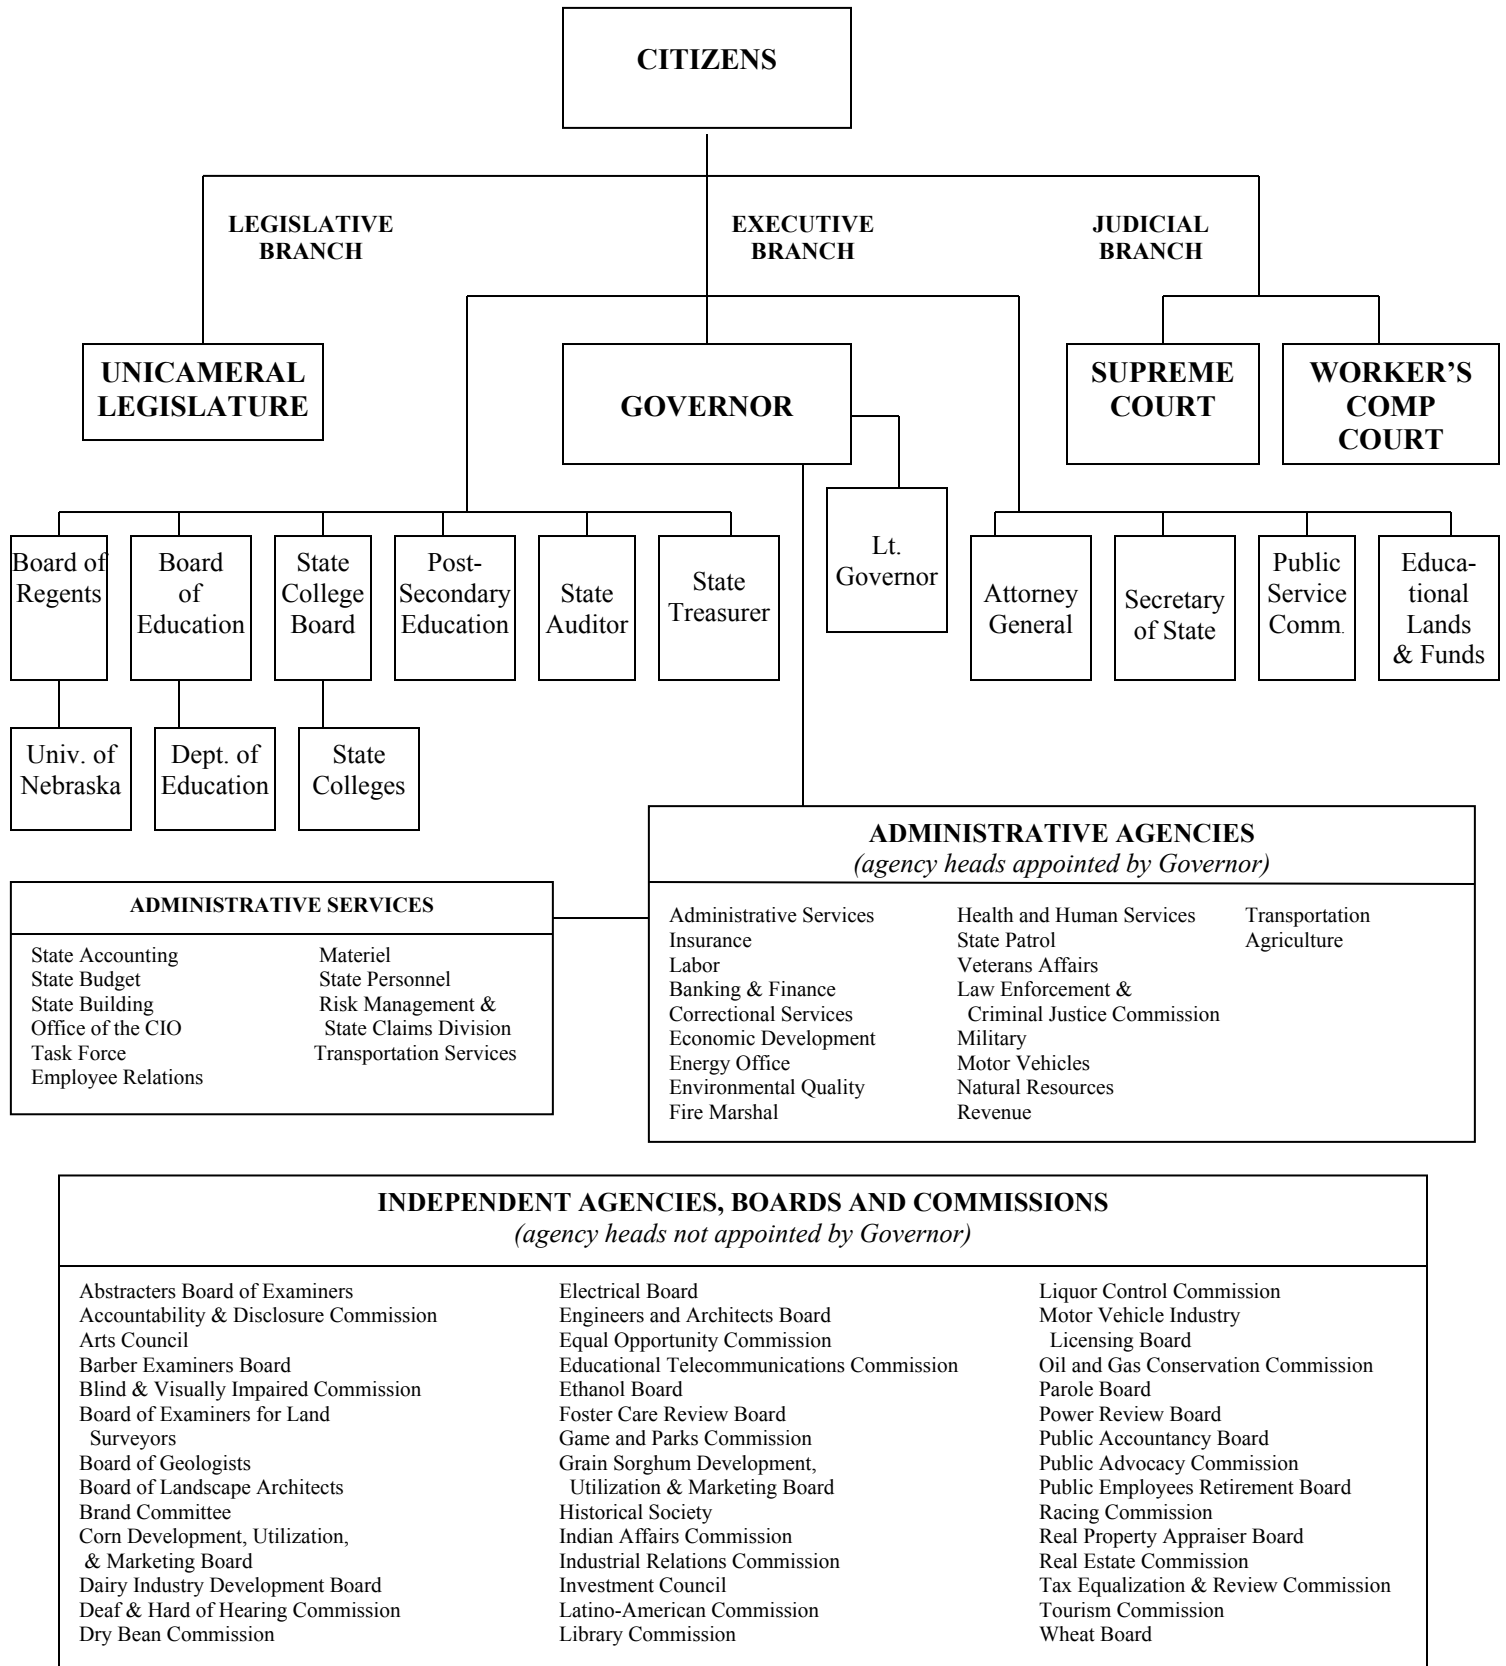 CITIZENS
LEGISLATIVE
BRANCH
EXECUTIVE
BRANCH
JUDICIAL
BRANCH
UNICAMERAL
LEGISLATURE
GOVERNOR
SUPREME
COURT
WORKER’S
COMP
COURT
Board of
Regents
Board
of
Education
State
College
Board
Post-
Secondary
Education
State
Auditor
State
Treasurer
Lt.
Governor
Attorney
General
Secretary
of State
Public
Service
Comm.
Educa-
tional
Lands
& Funds
Univ. of
Nebraska
Dept. of
Education
State
Colleges
ADMINISTRATIVE AGENCIES
(agency heads appointed by Governor)
Administrative Services
Insurance
Labor
Banking & Finance
Correctional Services
Economic Development
Energy Office
Environmental Quality
Fire Marshal
Health and Human Services
State Patrol
Veterans Affairs
Law Enforcement &
Criminal Justice Commission
Military
Motor Vehicles
Natural Resources
Revenue
Transportation
Agriculture
ADMINISTRATIVE SERVICES
State Accounting
State Budget
State Building
Office of the CIO
Task Force
Employee Relations
Materiel
State Personnel
Risk Management &
State Claims Division
Transportation Services
INDEPENDENT AGENCIES, BOARDS AND COMMISSIONS
(agency heads not appointed by Governor)
Abstracters Board of Examiners
Accountability & Disclosure Commission
Arts Council
Barber Examiners Board
Blind & Visually Impaired Commission
Board of Examiners for Land
Surveyors
Board of Geologists
Board of Landscape Architects
Brand Committee
Corn Development, Utilization,
& Marketing Board
Dairy Industry Development Board
Deaf & Hard of Hearing Commission
Dry Bean Commission
Electrical Board
Engineers and Architects Board
Equal Opportunity Commission
Educational Telecommunications Commission
Ethanol Board
Foster Care Review Board
Game and Parks Commission
Grain Sorghum Development,
Utilization & Marketing Board
Historical Society
Indian Affairs Commission
Industrial Relations Commission
Investment Council
Latino-American Commission
Library Commission
Liquor Control Commission
Motor Vehicle Industry
Licensing Board
Oil and Gas Conservation Commission
Parole Board
Power Review Board
Public Accountancy Board
Public Advocacy Commission
Public Employees Retirement Board
Racing Commission
Real Property Appraiser Board
Real Estate Commission
Tax Equalization & Review Commission
Tourism Commission
Wheat Board